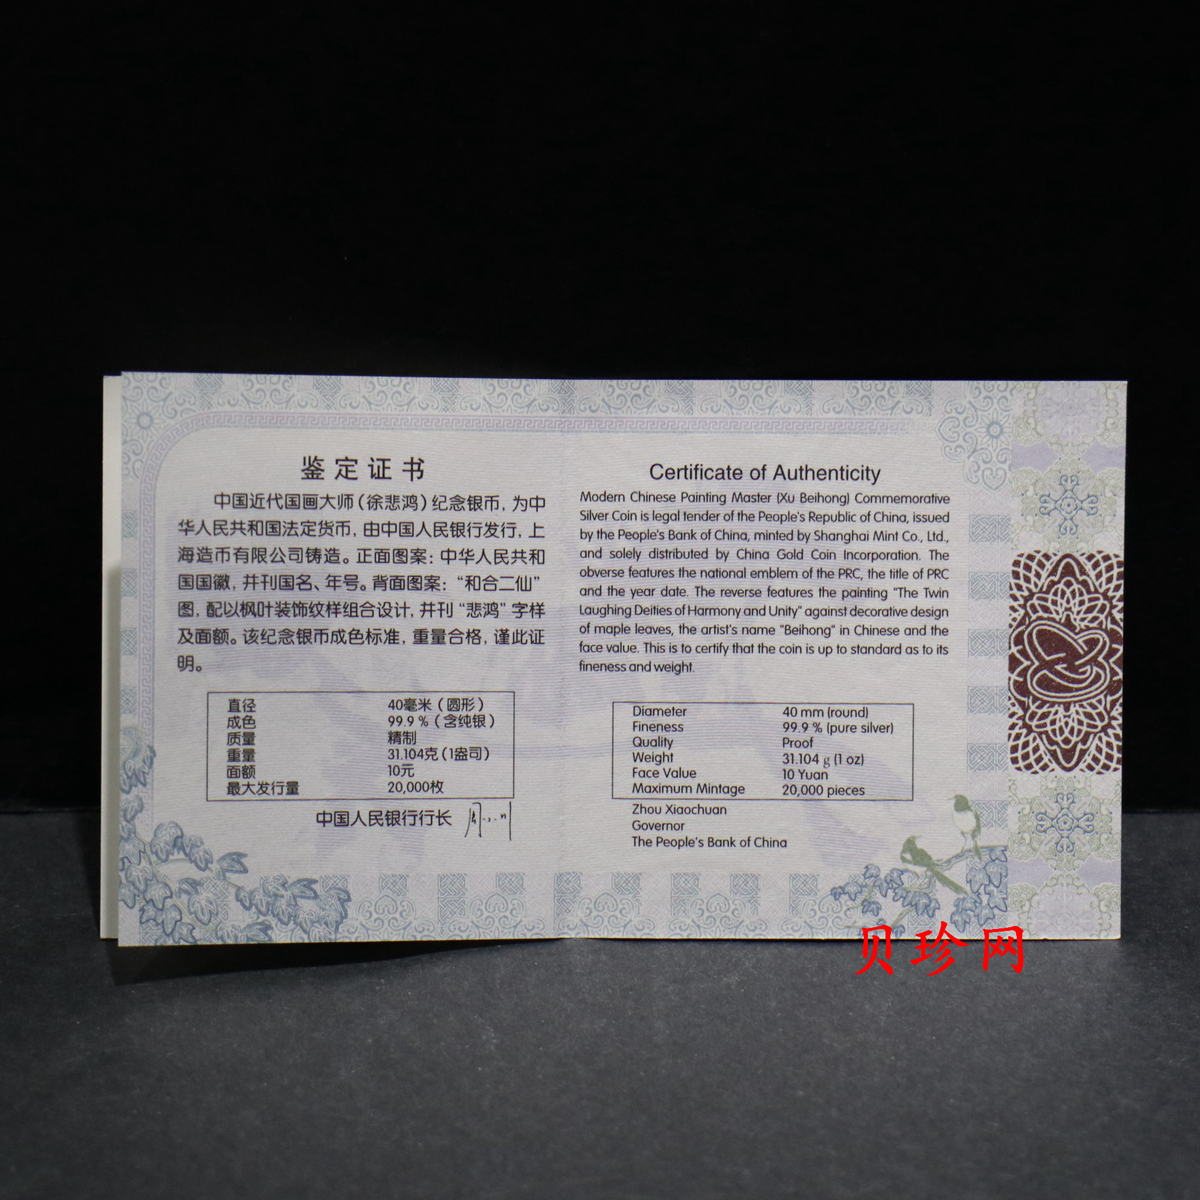 鉴定证书
中国近代国画大师（徐悲鸿）纪念银币，为中
华人民共和国法定货币，由中国人民银行发行，上
海造币有限公司铸造。正面图案：中华人民共和
国国徽，并刊国名、年号。背面图案：“和合二仙”
图，配以枫叶装饰纹样组合设计，并刊“悲鸿”字样
及面额。该纪念银币成色标准，重量合格，谨此证
明。
直径 40毫米（圆形）
成色 99.9％（含纯银）
质量 精制
重量 31.104克（1盎司）
面额 10元
最大发行量 20,000枚
中国人民银行行长
Certificate of Authenticity
Modern Chinese Painting Master (Xu Beihong) Commemorative
Silver Coin is legal tender of the People's Republic of China, issued
by the People's Bank of China, minted by Shanghai Mint Co., Ltd.,
and solely distributed by China Gold Coin Incorporation. The
obverse features the national emblem of the PRC, the title of PRC
and the year date. The reverse features the painting "The Twin
Laughing Deities of Harmony and Unity" against decorative design
of maple leaves, the artist's name "Beihong" in Chinese and the
face value. This is to certify that the coin is up to standard as to its
fineness and weight.
Diameter 40 mm (round)
Fineness 99.9 % (pure silver)
Quality Proof
Weight 31.104 g (1 oz)
Face Value 10 Yuan
Maximum Mintage 20,000 pieces
Zhou Xiaochuan
Governor
The People's Bank of China
贝珍网